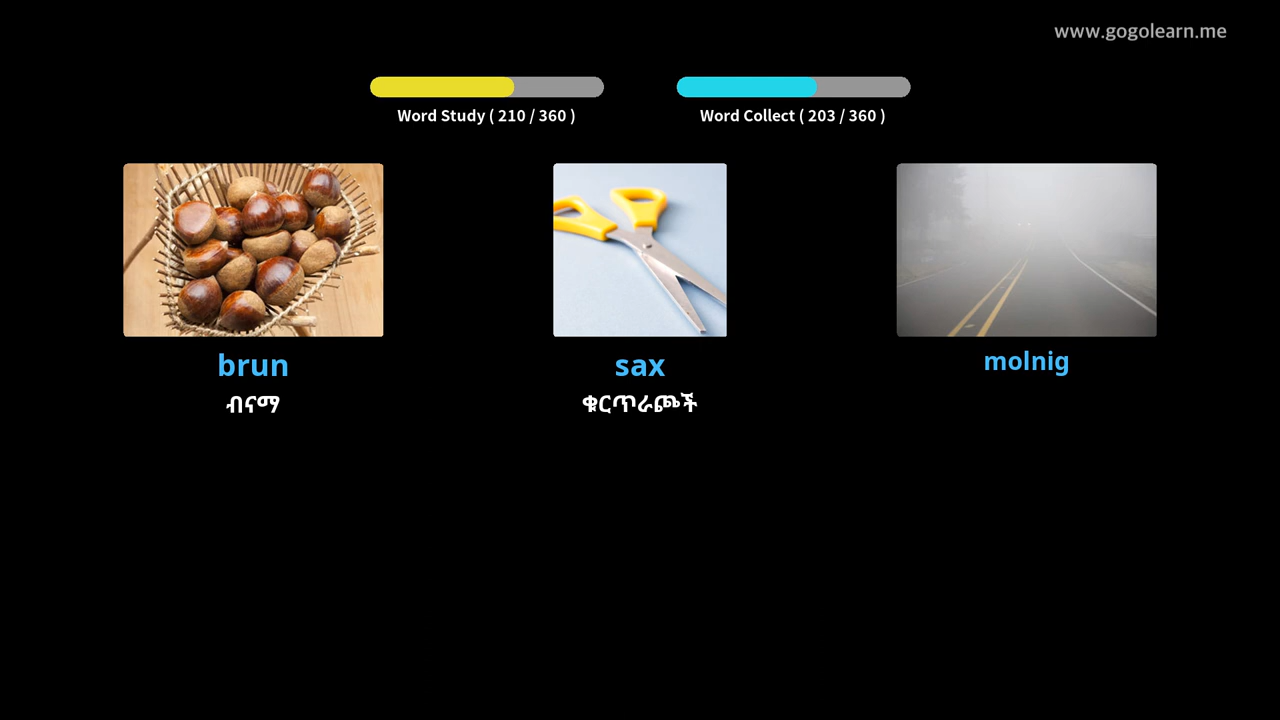 www.gogolearn.me
Word Study ( 210 / 360 )
Word Collect ( 203 / 360 )
brun
ብናማ
sax
ቁርጥራጮች
molnig